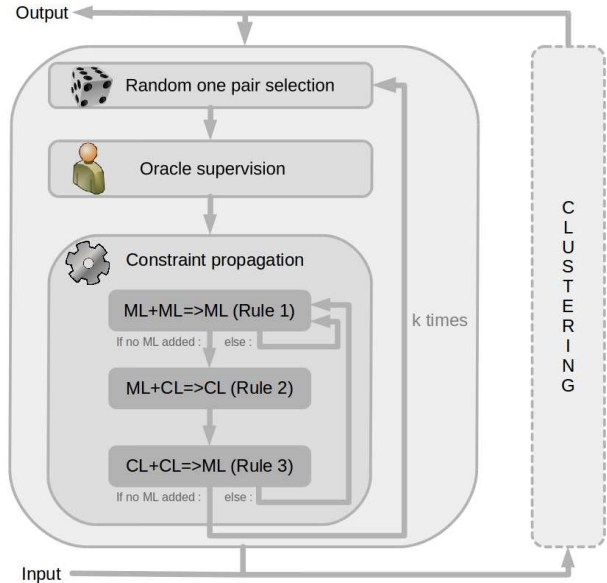 Output
Random one pair selection
Oracle supervision
Constraint propagation
ML+ML=>ML (Rule 1)
If no ML added : else :
ML+CL=>CL (Rule 2)
CL+CL=>ML (Rule 3)
If no ML added : else :
k times
CLUSTERING
Input